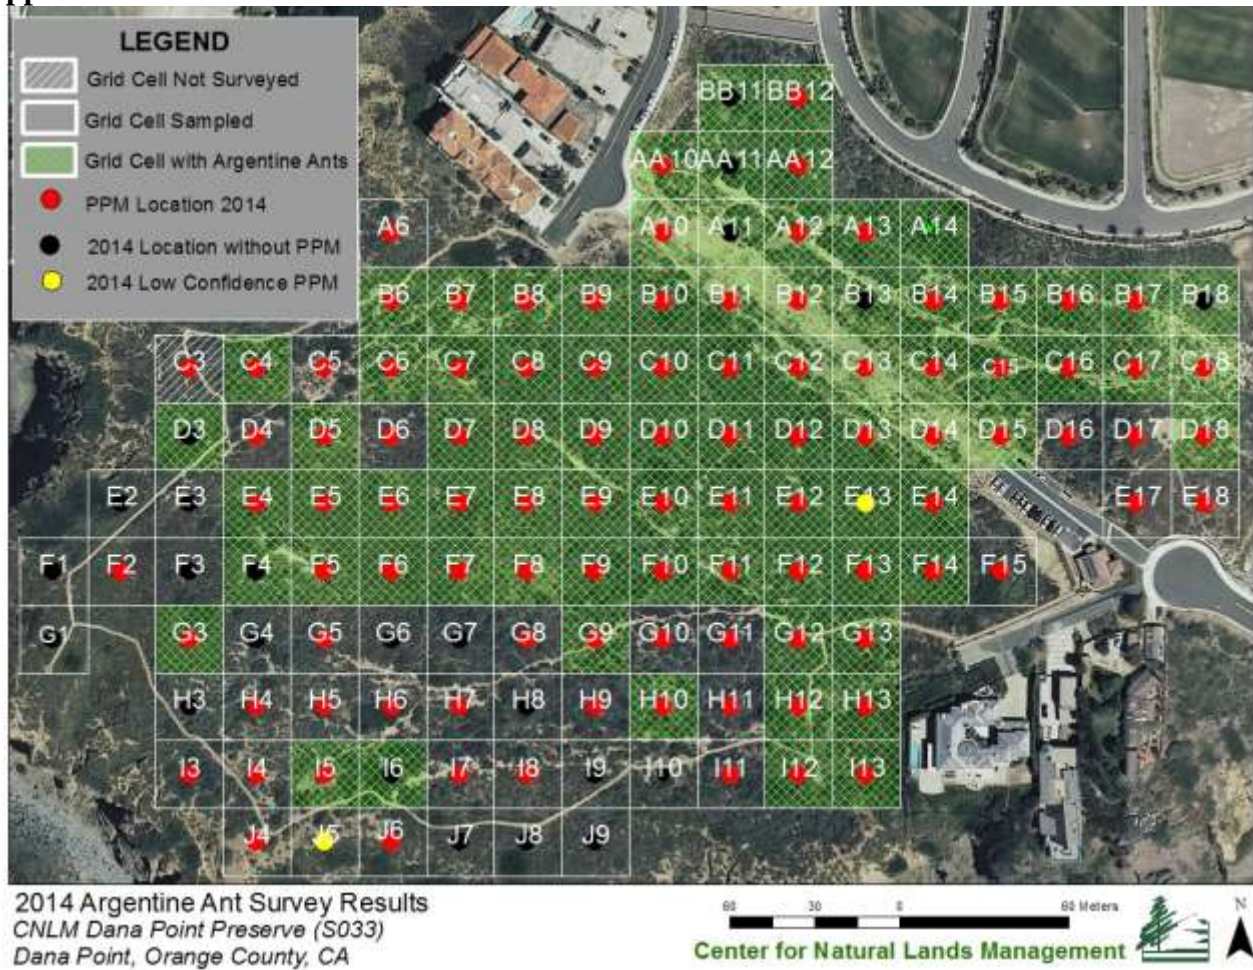 LEGEND
Grid Cell Not Surveyed
Grid Cell Sampled
Grid Cell with Argentine Ants
PPM Location 2014
2014 Location without PPM
2014 Low Confidence PPM
BB11 BB12
AA10 AA11 AA12
A6 A10 A11 A12 A13 A14
B6 B7 B8 B9 B10 B11 B12 B13 B14 B15 B16 B17 B18
C3 C4 C5 C6 C7 C8 C9 C10 C11 C12 C13 C14 C15 C16 C17 C18
D3 D4 D5 D6 D7 D8 D9 D10 D11 D12 D13 D14 D15 D16 D17 D18
E2 E3 E4 E5 E6 E7 E8 E9 E10 E11 E12 E13 E14 E17 E18
F1 F2 F3 F4 F5 F6 F7 F8 F9 F10 F11 F12 F13 F14 F15
G1 G3 G4 G5 G6 G7 G8 G9 G10 G11 G12 G13
H3 H4 H5 H6 H7 H8 H9 H10 H11 H12 H13
I3 I4 I5 I6 I7 I8 I9 I10 I11 I12 I13
J4 J5 J6 J7 J8 J9
2014 Argentine Ant Survey Results
CNLM Dana Point Preserve (S033)
Dana Point, Orange County, CA
60 30 0 60 Meters
Center for Natural Lands Management
N